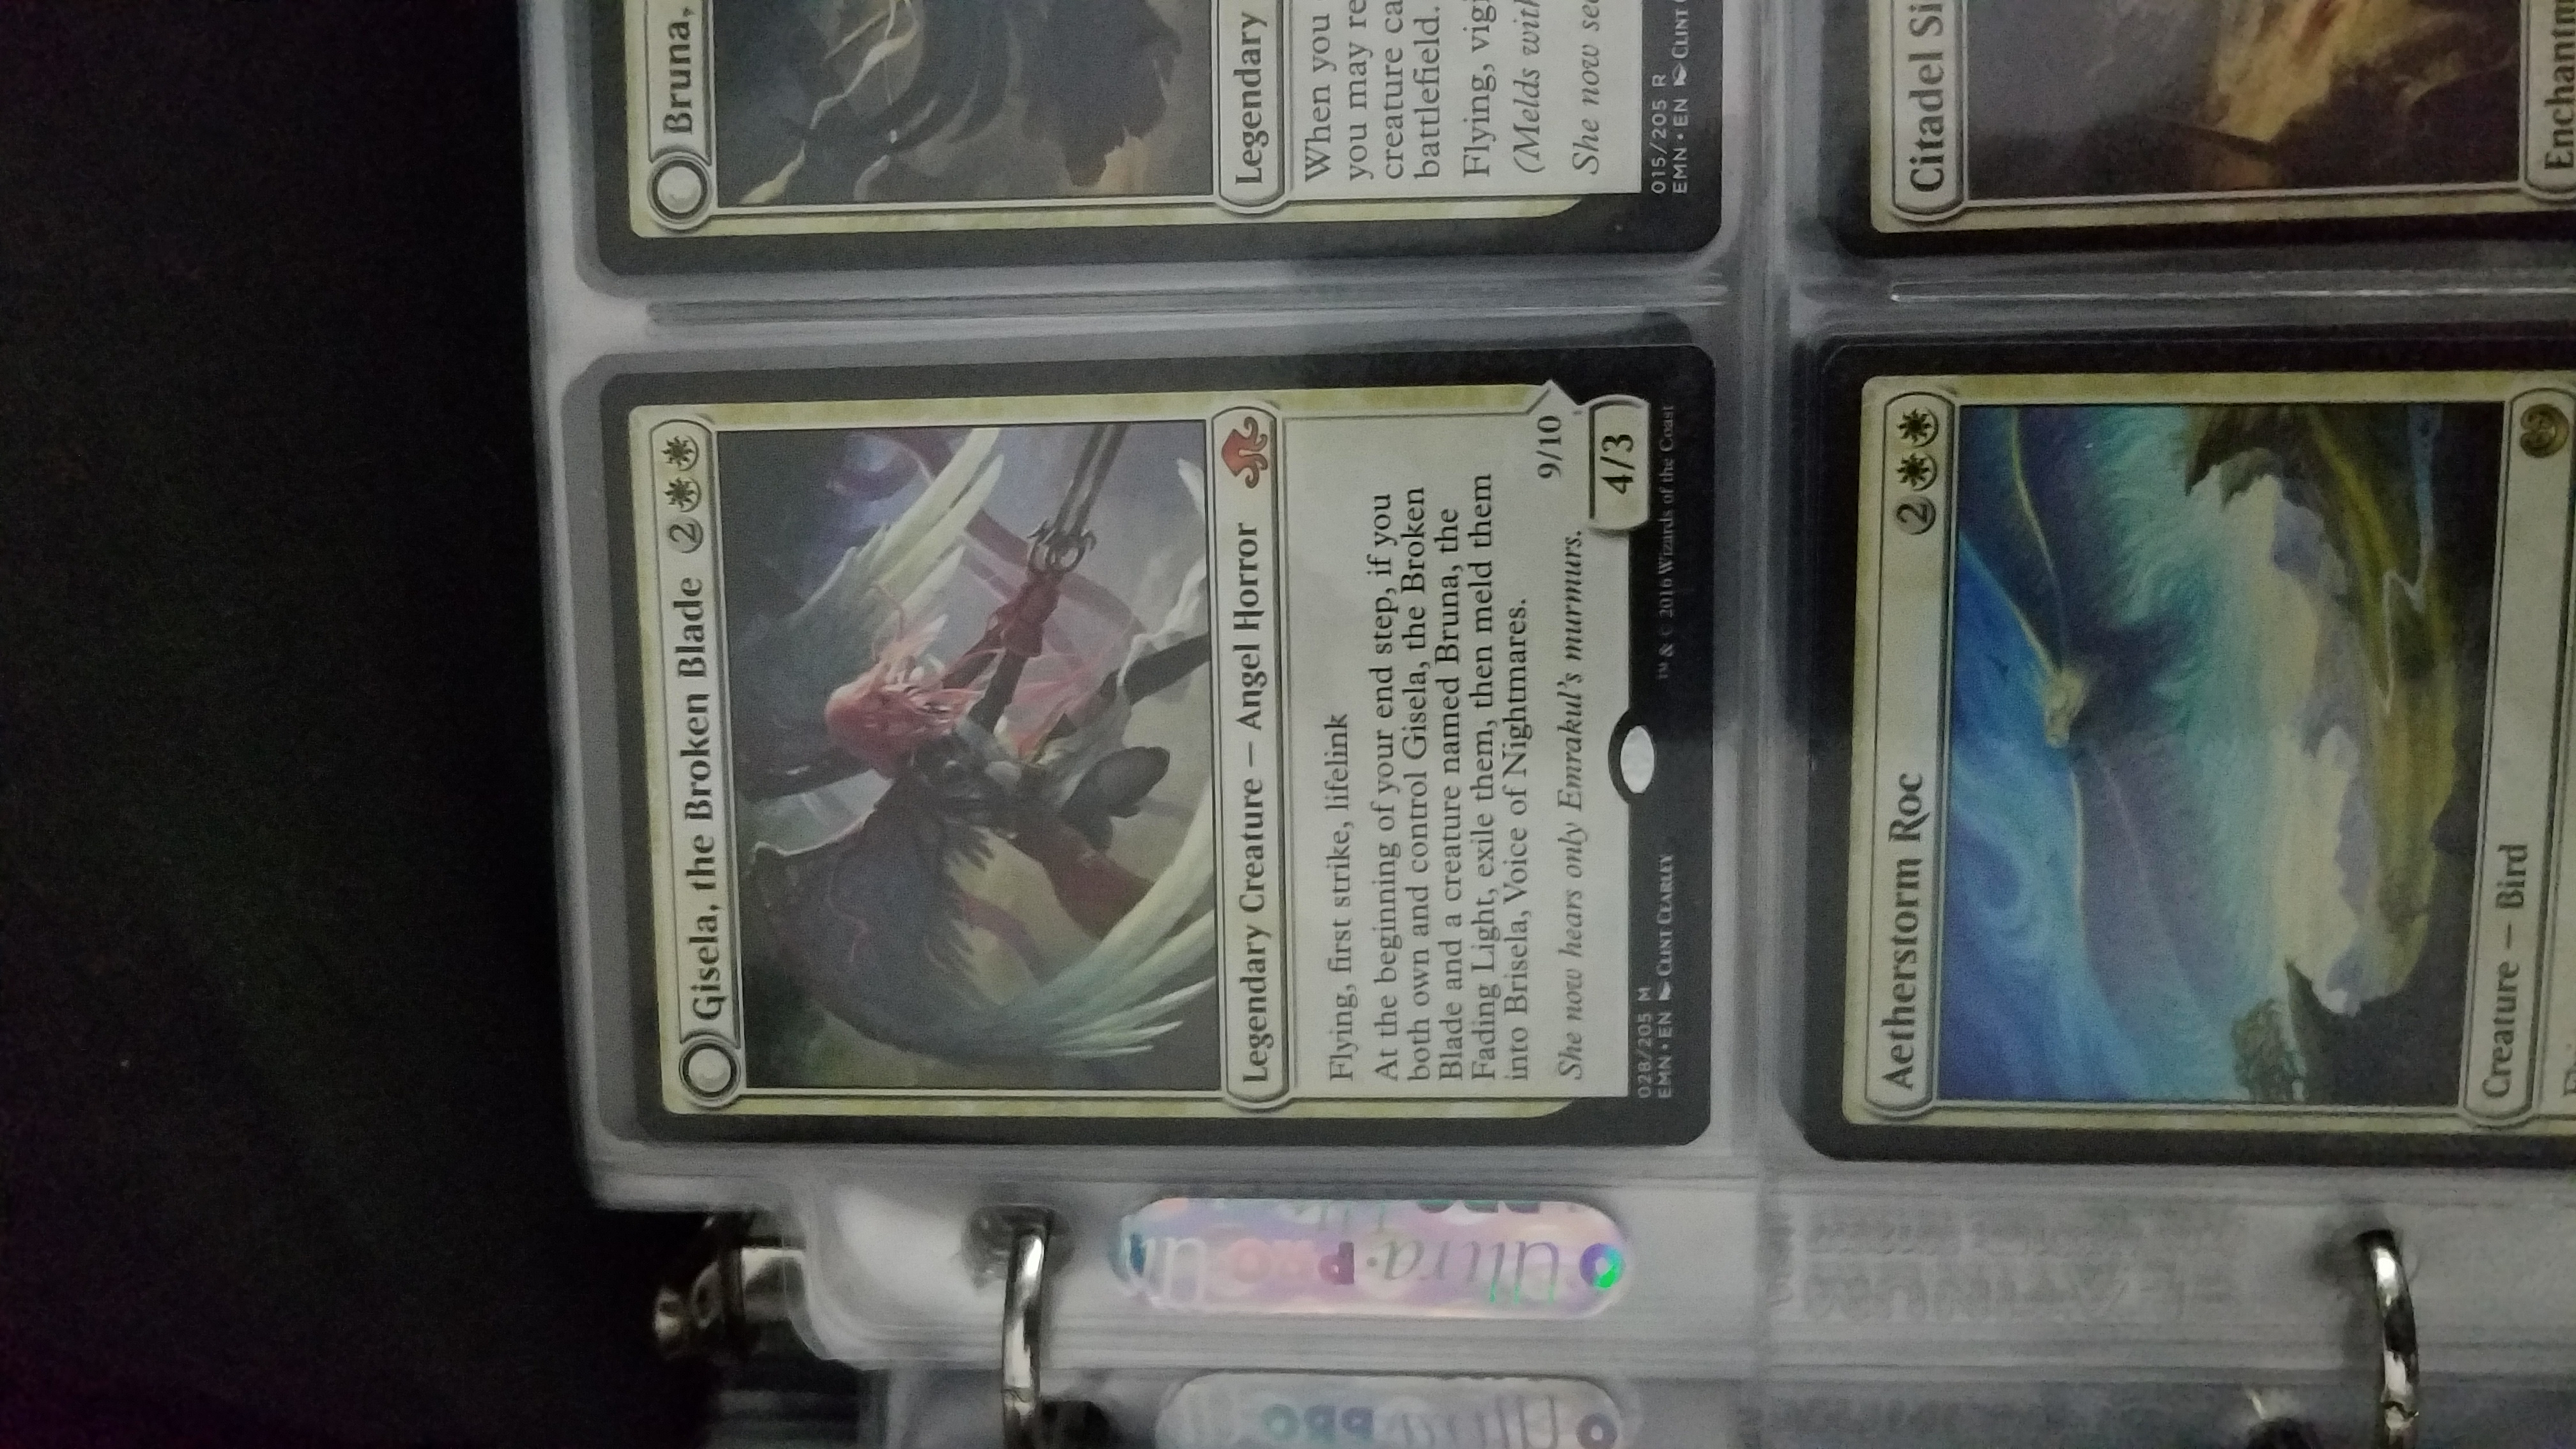 Gisela, the Broken Blade 2
Legendary Creature — Angel Horror
Flying, first strike, lifelink
At the beginning of your end step, if you
both own and control Gisela, the Broken
Blade and a creature named Bruna, the
Fading Light, exile them, then meld them
into Brisela, Voice of Nightmares.
She now hears only Emrakul's murmurs.
9/10
4/3
028/205 M
EMN • EN CLINT CEARLEY
™ & © 2016 Wizards of the Coast
Bruna,
Legendary
When you
you may re
creature ca
battlefield.
Flying, vigi
(Melds with
She now se
015/205 R
EMN • EN CLINT
Aetherstorm Roc 2
Creature — Bird
Citadel Si
Enchantm
Ultra•PRO